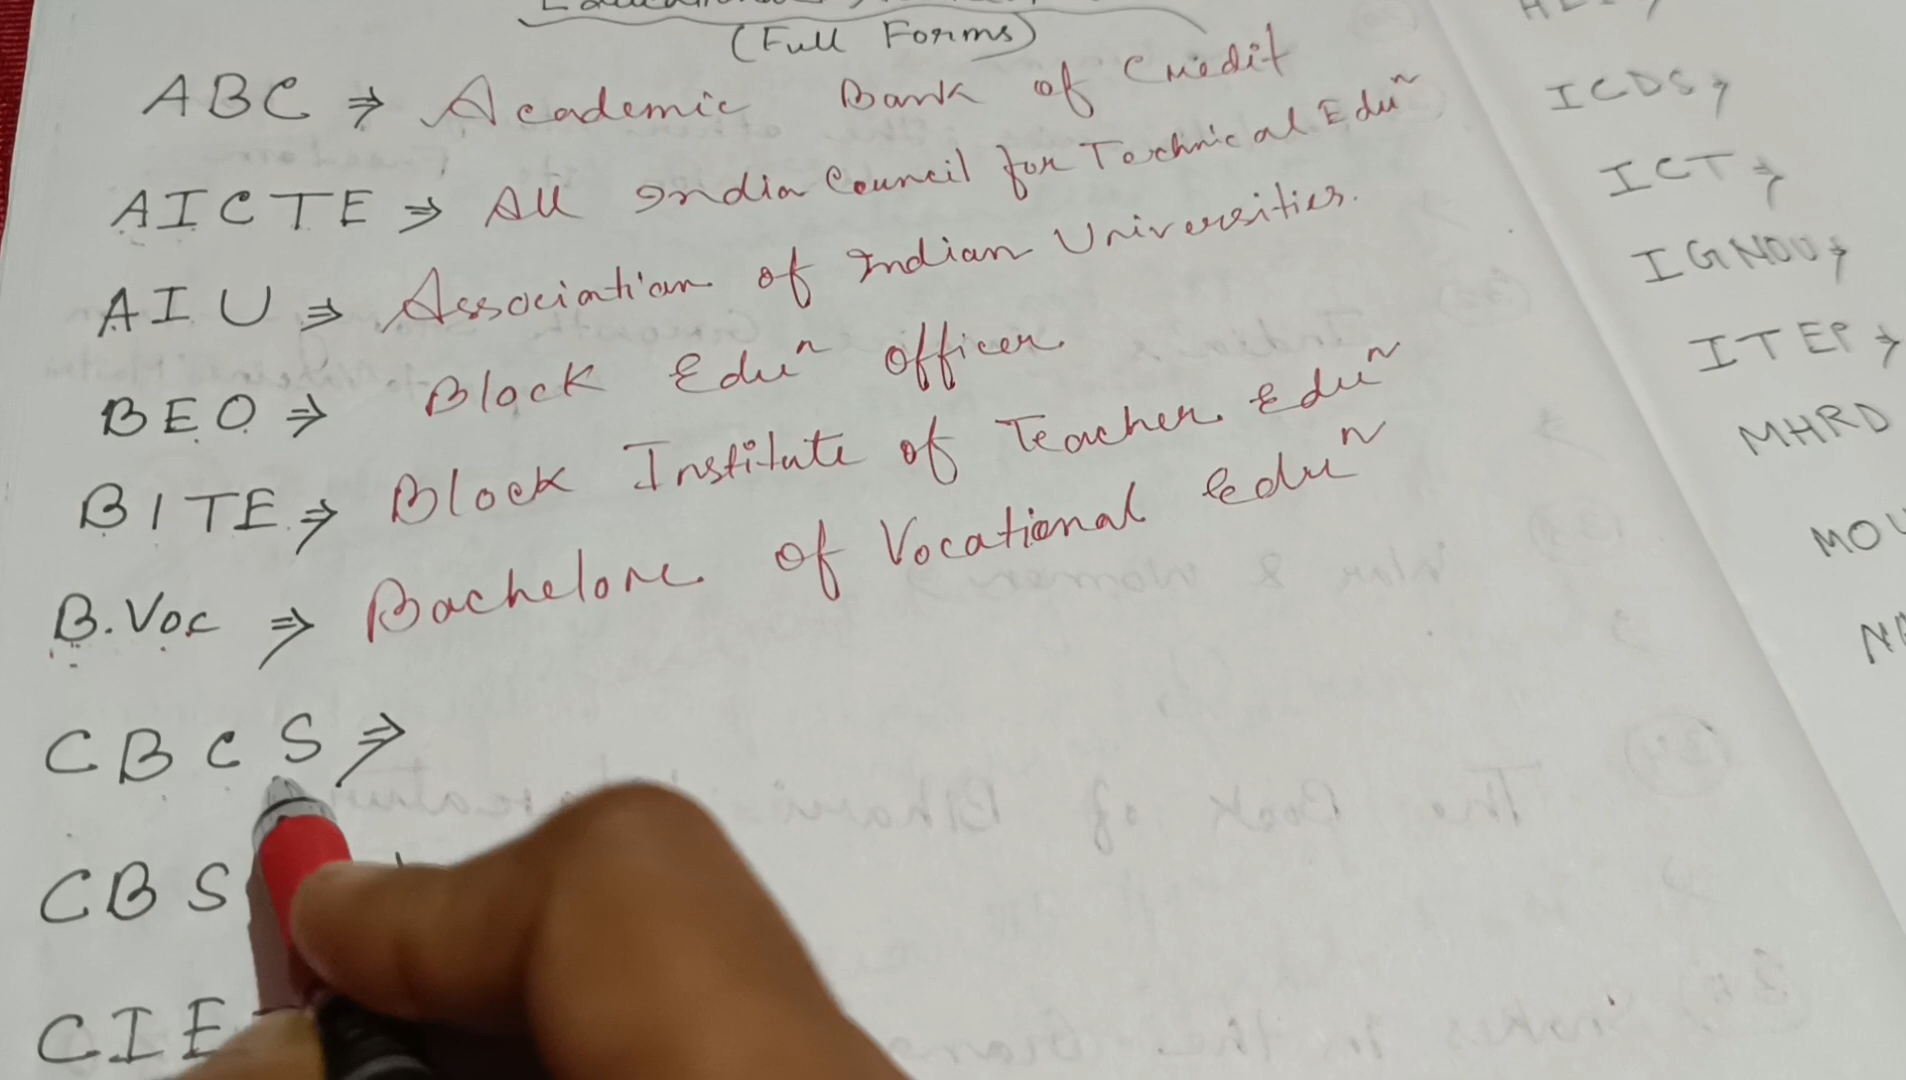 (Full Forms)
ABC ⇒ Academic Bank of Credit
AICTE ⇒ All India Council for Technical Eduⁿ
AIU ⇒ Association of Indian Universities.
BEO ⇒ Block Eduⁿ officer.
BITE ⇒ Block Institute of Teacher Eduⁿ
B.Voc ⇒ Bachelore of Vocational Eduⁿ
CBCS ⇒
CBS
CIE
ICDS ⇒
ICT ⇒
IGNOU ⇒
ITEP ⇒
MHRD
MOU